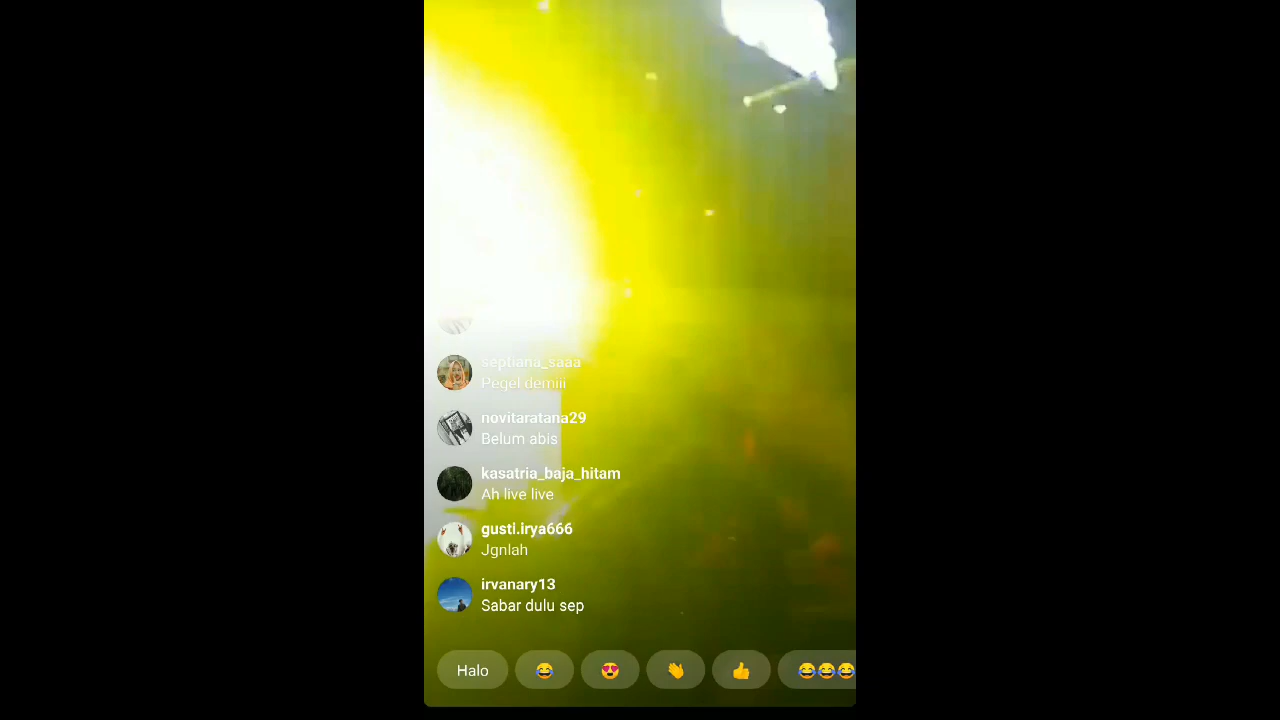 septiana_saaa
Pegel demiii
novitaratana29
Belum abis
kasatria_baja_hitam
Ah live live
gusti.irya666
Jgnlah
irvanary13
Sabar dulu sep
Halo 😂 😍 👏 👍 😂😂😂